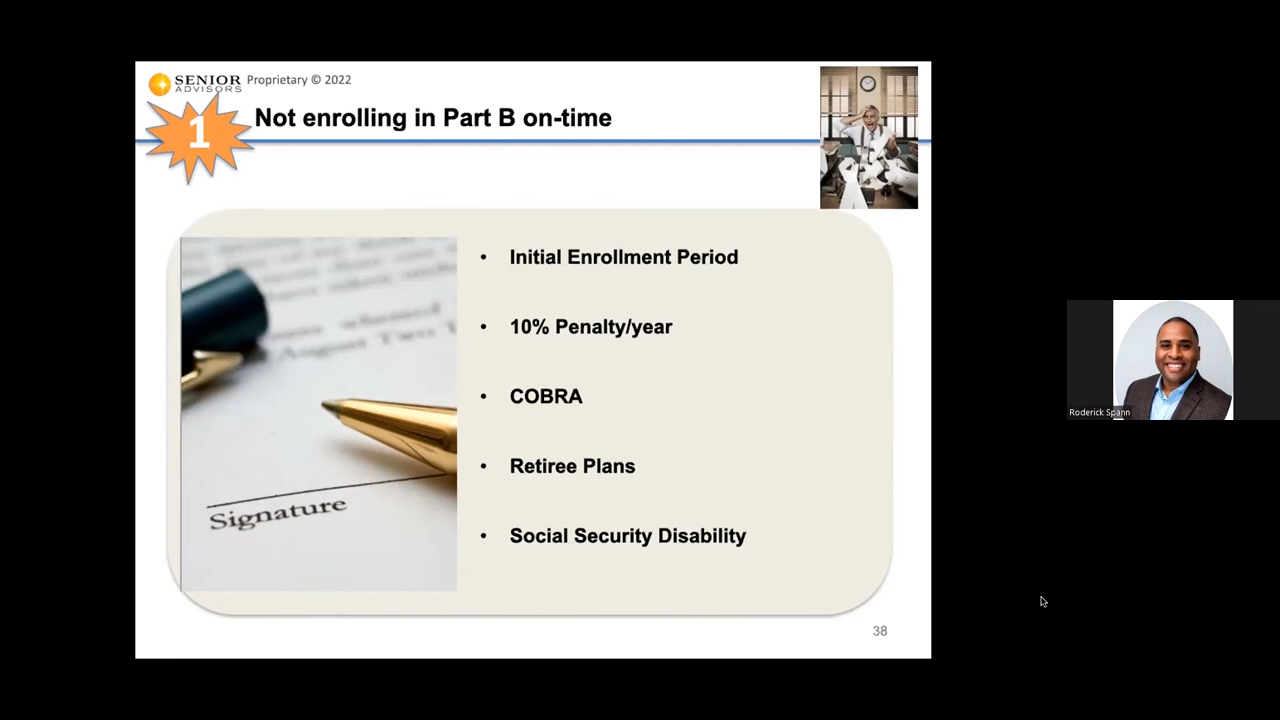 SENIOR
ADVISORS
Proprietary © 2022
1
Not enrolling in Part B on-time
• Initial Enrollment Period
• 10% Penalty/year
• COBRA
• Retiree Plans
• Social Security Disability
Signature
38
Roderick Spann